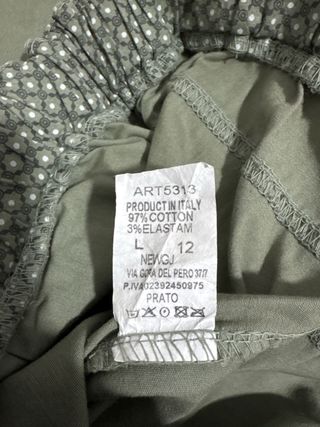 ART5313
PRODUCT IN ITALY
97%COTTON
3%ELASTAM
L 12
NEWGJ
VIA GORA DEL PERO 37/7
P.IVA02392450975
PRATO